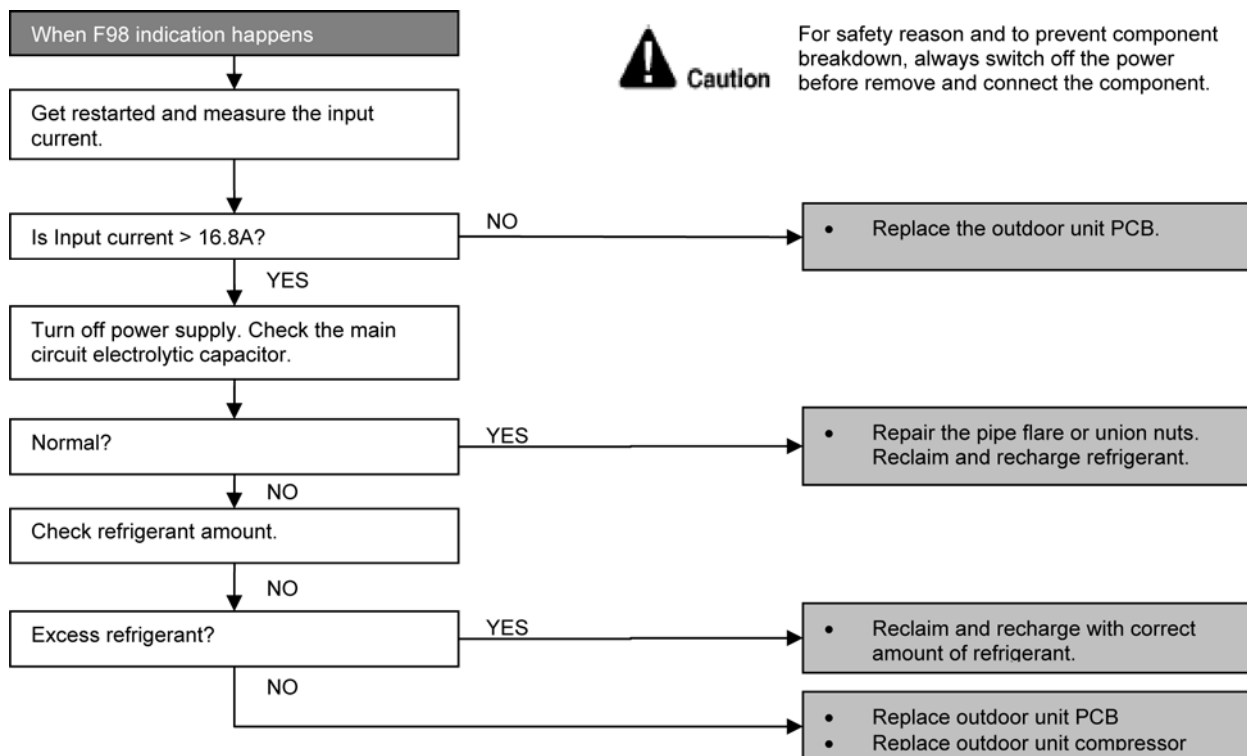 When F98 indication happens
Caution
For safety reason and to prevent component
breakdown, always switch off the power
before remove and connect the component.
Get restarted and measure the input
current.
Is Input current > 16.8A?
NO
• Replace the outdoor unit PCB.
YES
Turn off power supply. Check the main
circuit electrolytic capacitor.
Normal?
YES
• Repair the pipe flare or union nuts.
Reclaim and recharge refrigerant.
NO
Check refrigerant amount.
NO
Excess refrigerant?
YES
• Reclaim and recharge with correct
amount of refrigerant.
NO
• Replace outdoor unit PCB
• Replace outdoor unit compressor